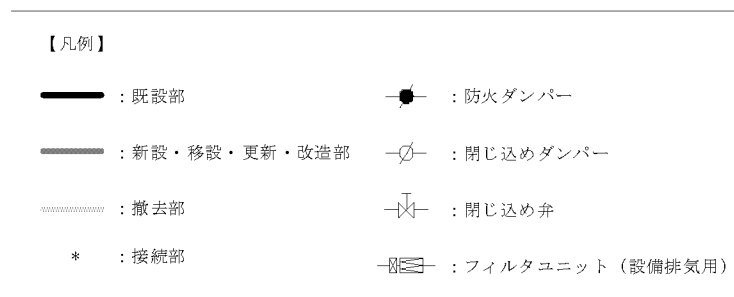 【凡例】
：既設部
：新設・移設・更新・改造部
：撤去部
＊ ：接続部
：防火ダンパー
：閉じ込めダンパー
：閉じ込め弁
：フィルタユニット（設備排気用）